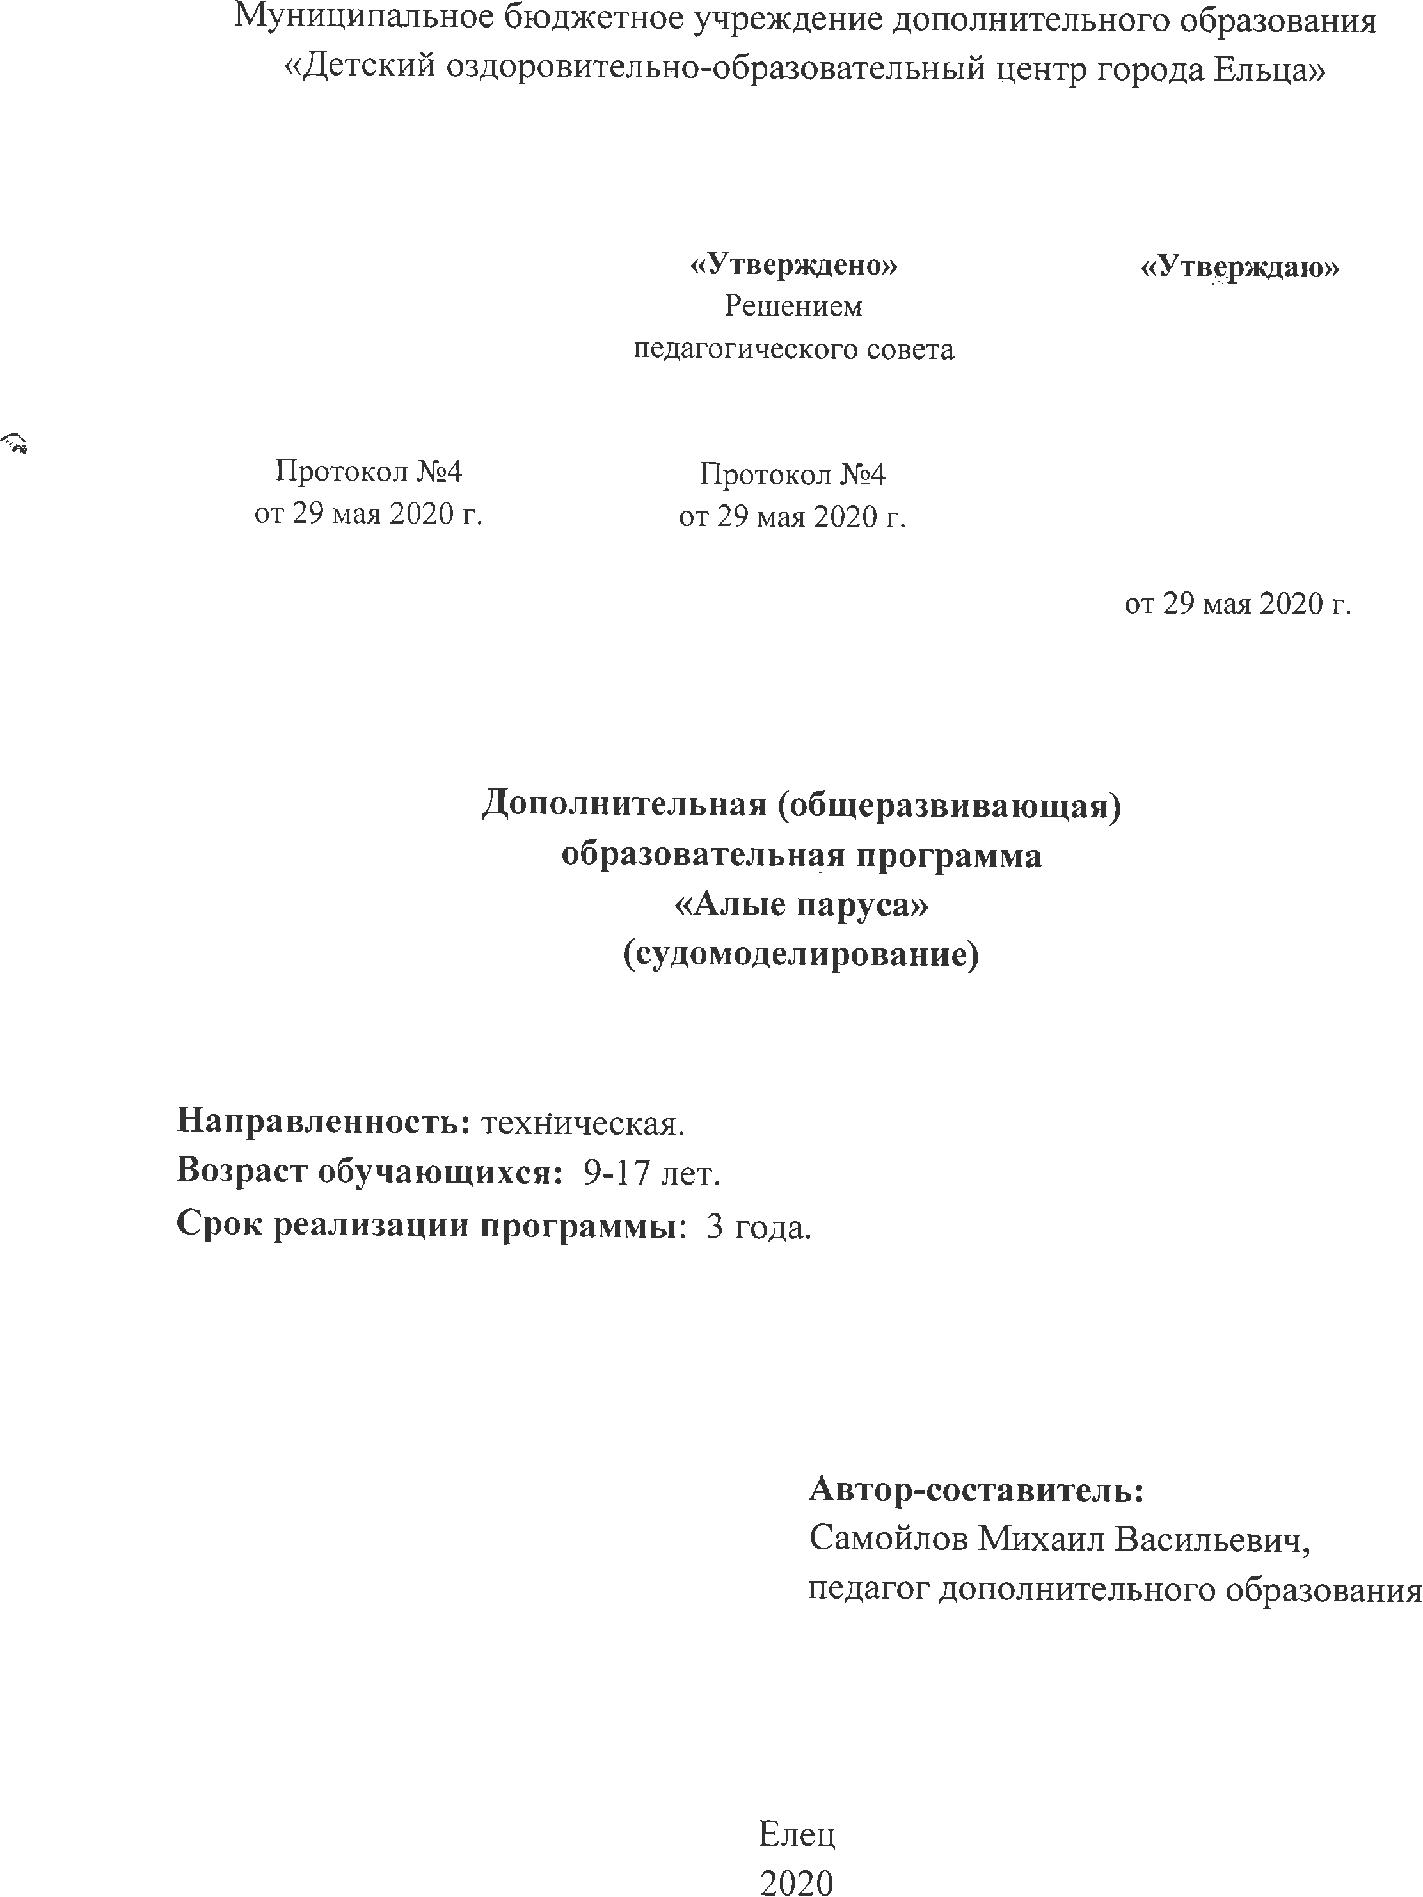 Муниципальное бюджетное учреждение дополнительного образования
«Детский оздоровительно-образовательный центр города Ельца»
«Утверждено» «Утверждаю»
Решением
педагогического совета
Протокол №4 Протокол №4
от 29 мая 2020 г. от 29 мая 2020 г.
от 29 мая 2020 г.
Дополнительная (общеразвивающая)
образовательная программа
«Алые паруса»
(судомоделирование)
Направленность: техническая.
Возраст обучающихся: 9-17 лет.
Срок реализации программы: 3 года.
Автор-составитель:
Самойлов Михаил Васильевич,
педагог дополнительного образования
Елец
2020